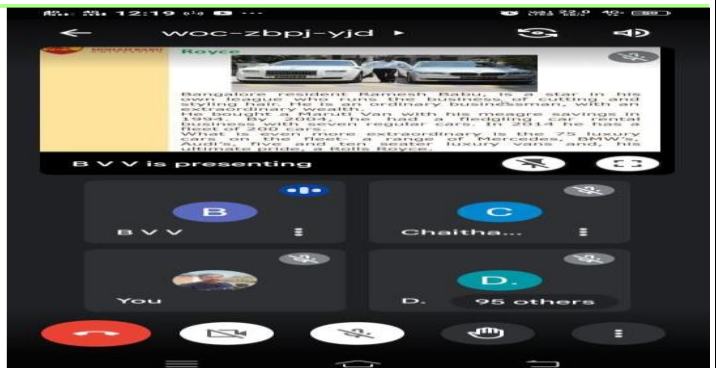 12:19
22.0
woc-zbpj-yjd
Royce
Bangalore resident Ramesh Babu, is a star in his
own league who runs the business of cutting and
styling hair. He is an ordinary businessman, with
extraordinary wealth.
He bought a Maruti Van with his meagre savings in
1994. By 2004, he had a fledgling car rental
business with seven regular cars. In 2014 he has a
fleet of 200 cars.
What is even more extraordinary is the 75 luxury
cars on the fleet- a range of Mercedes, BMW's,
Audi's, five and ten seater luxury vans and, his
ultimate pride, a Rolls Royce.
B V V is presenting
B
B V V
C
Chaitha...
You
D.
D.
95 others